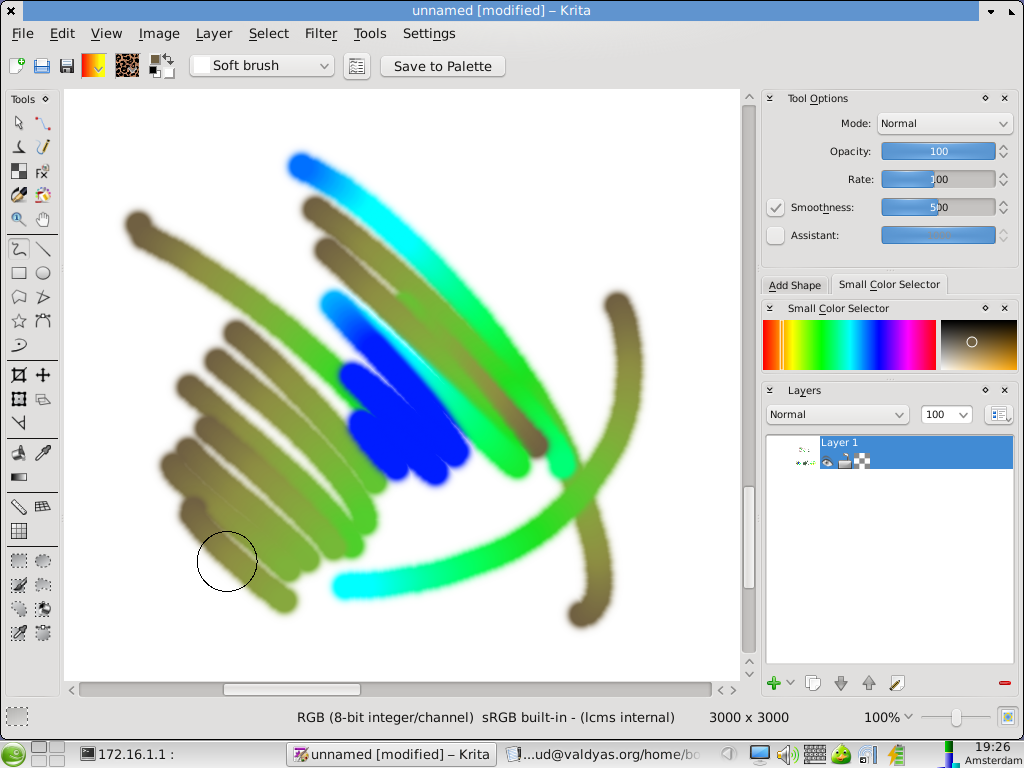 unnamed [modified] – Krita
File Edit View Image Layer Select Filter Tools Settings
Soft brush Save to Palette
Tools
Tool Options
Mode: Normal
Opacity: 100
Rate: 100
Smoothness: 500
Assistant:
Add Shape Small Color Selector
Small Color Selector
Layers
Normal 100
Layer 1
RGB (8-bit integer/channel) sRGB built-in - (lcms internal) 3000 x 3000 100%
172.16.1.1 : unnamed [modified] – Krita ...ud@valdyas.org/home/bo 19:26
Amsterdam